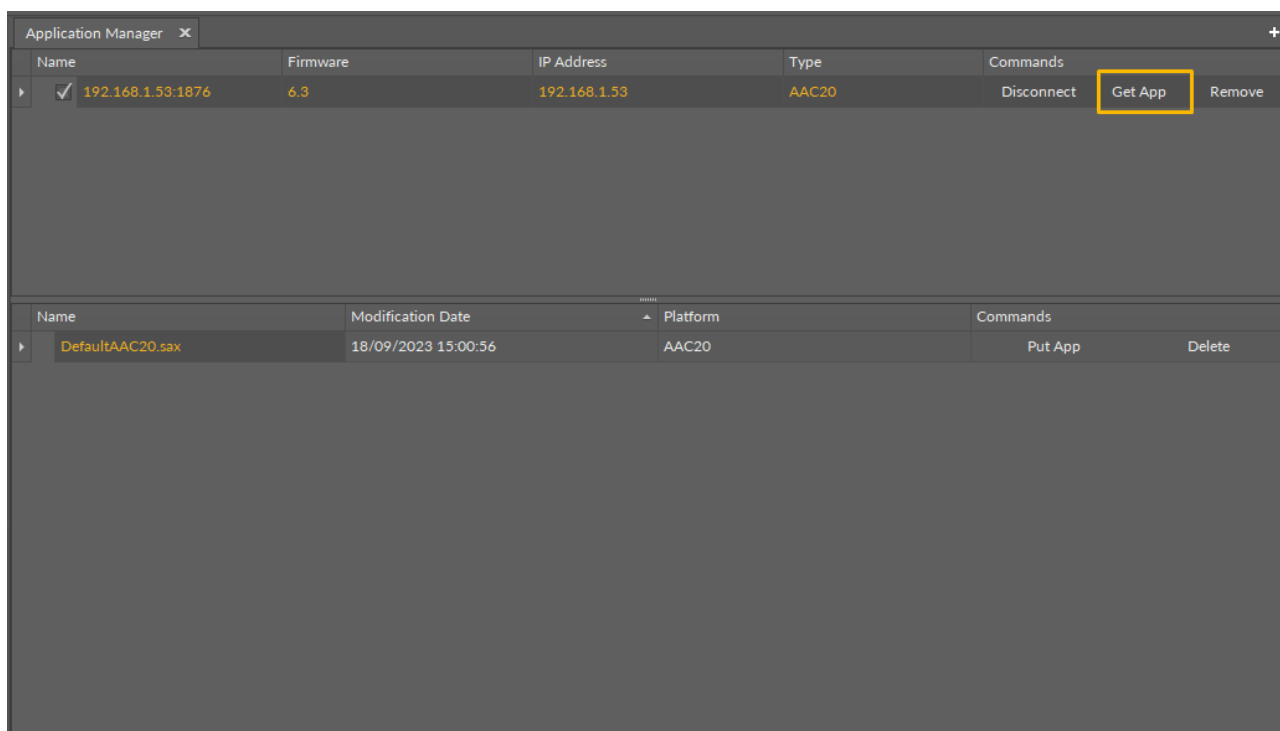 Application Manager
Name Firmware IP Address Type Commands
192.168.1.53:1876 6.3 192.168.1.53 AAC20 Disconnect Get App Remove
Name Modification Date Platform Commands
DefaultAAC20.sax 18/09/2023 15:00:56 AAC20 Put App Delete